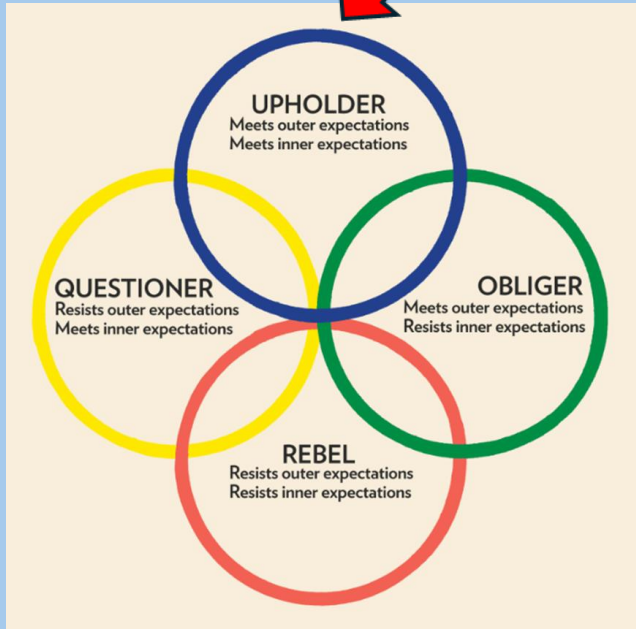 UPHOLDER
Meets outer expectations
Meets inner expectations
QUESTIONER
Resists outer expectations
Meets inner expectations
OBLIGER
Meets outer expectations
Resists inner expectations
REBEL
Resists outer expectations
Resists inner expectations